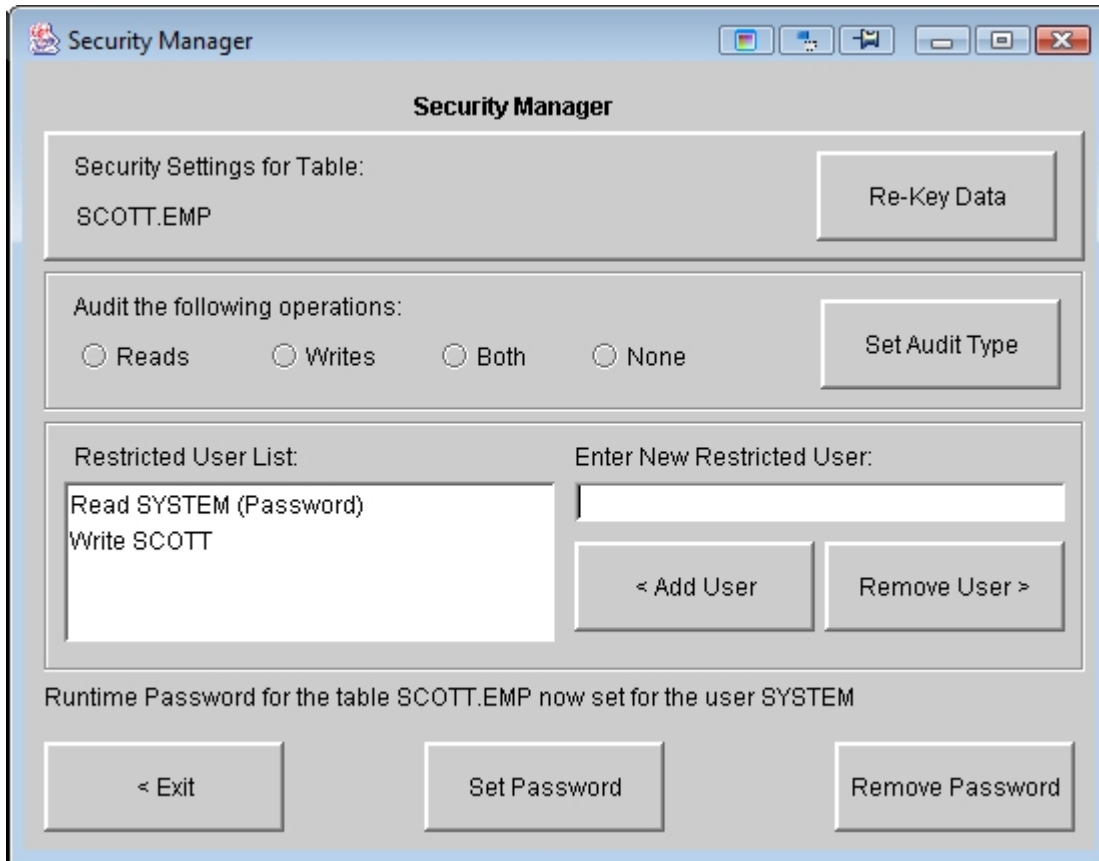 Security Manager
Security Manager
Security Settings for Table:
SCOTT.EMP
Re-Key Data
Audit the following operations:
Reads Writes Both None
Set Audit Type
Restricted User List:
Read SYSTEM (Password)
Write SCOTT
Enter New Restricted User:
< Add User
Remove User >
Runtime Password for the table SCOTT.EMP now set for the user SYSTEM
< Exit
Set Password
Remove Password